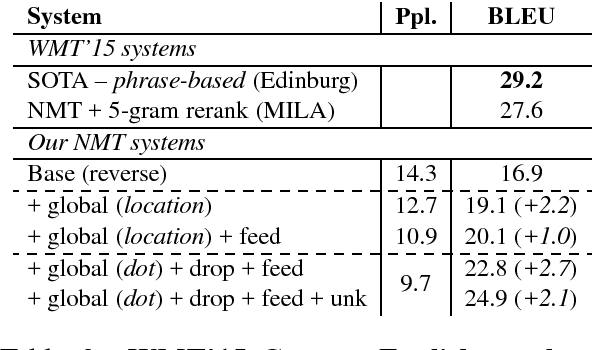 System Ppl. BLEU
WMT'15 systems
SOTA – phrase-based (Edinburg) 29.2
NMT + 5-gram rerank (MILA) 27.6
Our NMT systems
Base (reverse) 14.3 16.9
+ global (location) 12.7 19.1 (+2.2)
+ global (location) + feed 10.9 20.1 (+1.0)
+ global (dot) + drop + feed 9.7 22.8 (+2.7)
+ global (dot) + drop + feed + unk 24.9 (+2.1)